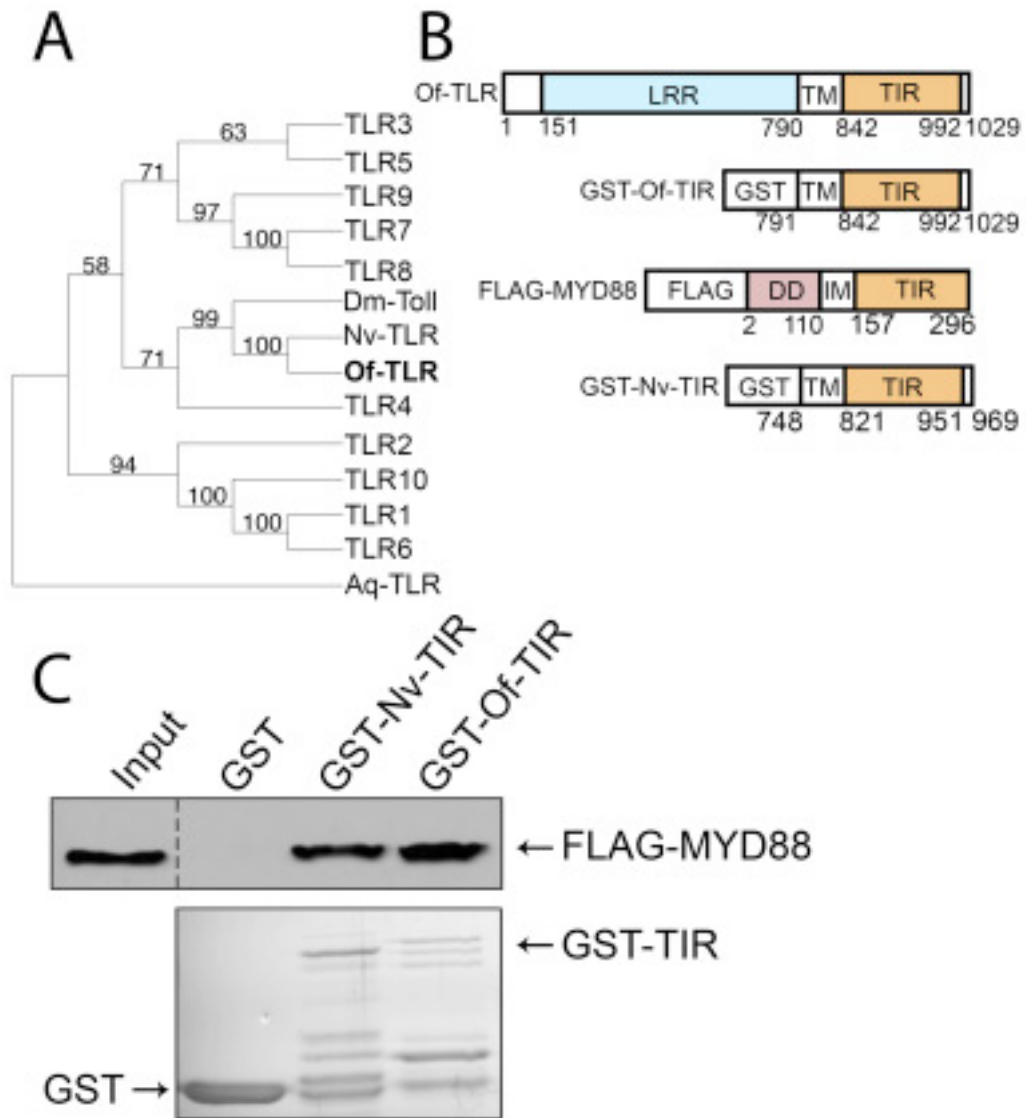 A
63
TLR3
71
TLR5
97
TLR9
100
TLR7
TLR8
58
99
Dm-Toll
100
Nv-TLR
71
Of-TLR
TLR4
94
TLR2
100
TLR10
100
TLR1
TLR6
Aq-TLR
B
Of-TLR LRR TM TIR
1 151 790 842 992 1029
GST-Of-TIR GST TM TIR
791 842 992 1029
FLAG-MYD88 FLAG DD IM TIR
2 110 157 296
GST-Nv-TIR GST TM TIR
748 821 951 969
C
Input
GST
GST-Nv-TIR
GST-Of-TIR
← FLAG-MYD88
← GST-TIR
GST →